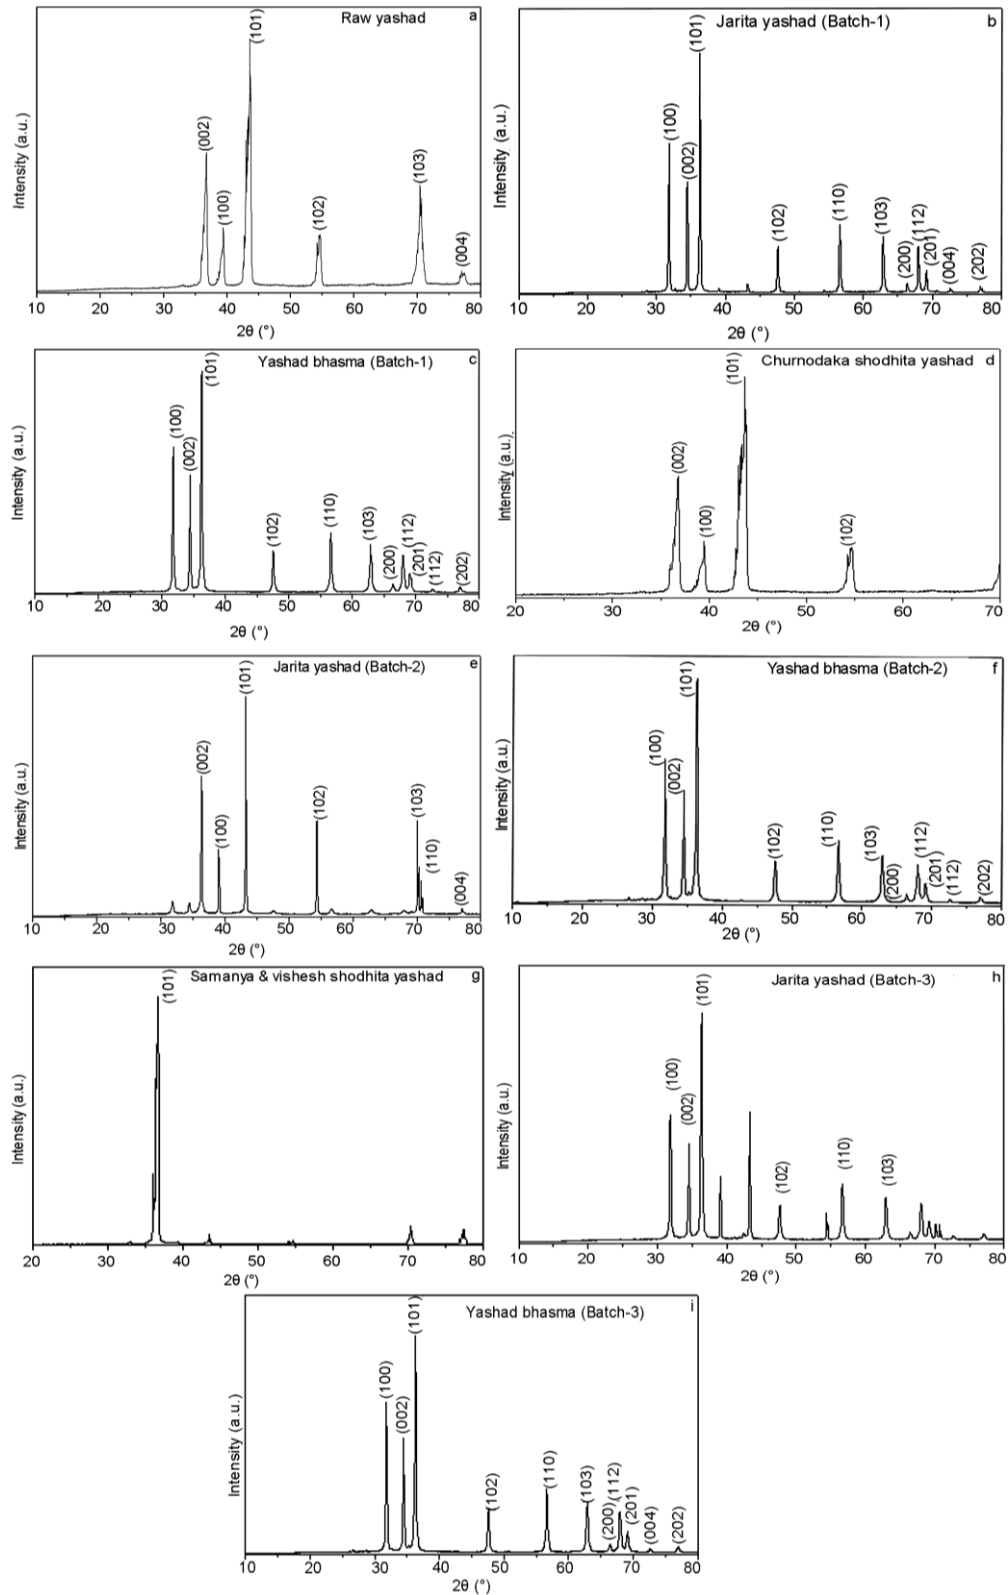 Raw yashad
a
(101)
(002)
(103)
(100)
(102)
(004)
Intensity (a.u.)
10 20 30 40 50 60 70 80
2θ (°)
Jarita yashad (Batch-1)
b
(101)
(100)
(002)
(110)
(102)
(103)
(112)
(200)
(201)
(004)
(202)
Intensity (a.u.)
10 20 30 40 50 60 70 80
2θ (°)
Yashad bhasma (Batch-1)
c
(101)
(100)
(002)
(110)
(102)
(103)
(112)
(200)
(201)
(112)
(202)
Intensity (a.u.)
10 20 30 40 50 60 70 80
2θ (°)
Churnodaka shodhita yashad
d
(101)
(002)
(100)
(102)
Intensity (a.u.)
20 30 40 50 60 70
2θ (°)
Jarita yashad (Batch-2)
e
(101)
(002)
(100)
(102)
(103)
(110)
(004)
Intensity (a.u.)
10 20 30 40 50 60 70 80
2θ (°)
Yashad bhasma (Batch-2)
f
(101)
(100)
(002)
(102)
(110)
(103)
(200)
(112)
(201)
(112)
(202)
Intensity (a.u.)
10 20 30 40 50 60 70 80
2θ (°)
Samanya & vishesh shodhita yashad
g
(101)
Intensity (a.u.)
20 30 40 50 60 70 80
2θ (°)
Jarita yashad (Batch-3)
h
(101)
(100)
(002)
(102)
(110)
(103)
Intensity (a.u.)
10 20 30 40 50 60 70 80
2θ (°)
Yashad bhasma (Batch-3)
i
(101)
(100)
(002)
(102)
(110)
(103)
(200)
(112)
(201)
(004)
(202)
Intensity (a.u.)
10 20 30 40 50 60 70 80
2θ (°)